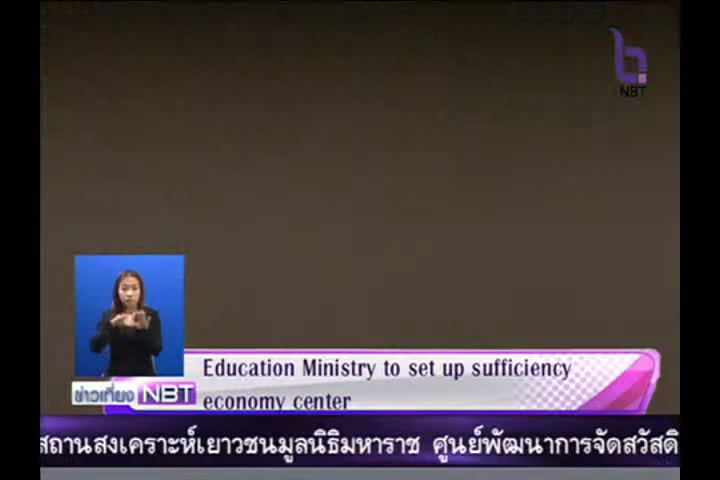 NBT
Education Ministry to set up sufficiency
economy center
ข่าวเที่ยง NBT
สถานสงเคราะห์เยาวชนมูลนิธิมหาราช ศูนย์พัฒนาการจัดสวัสดิ